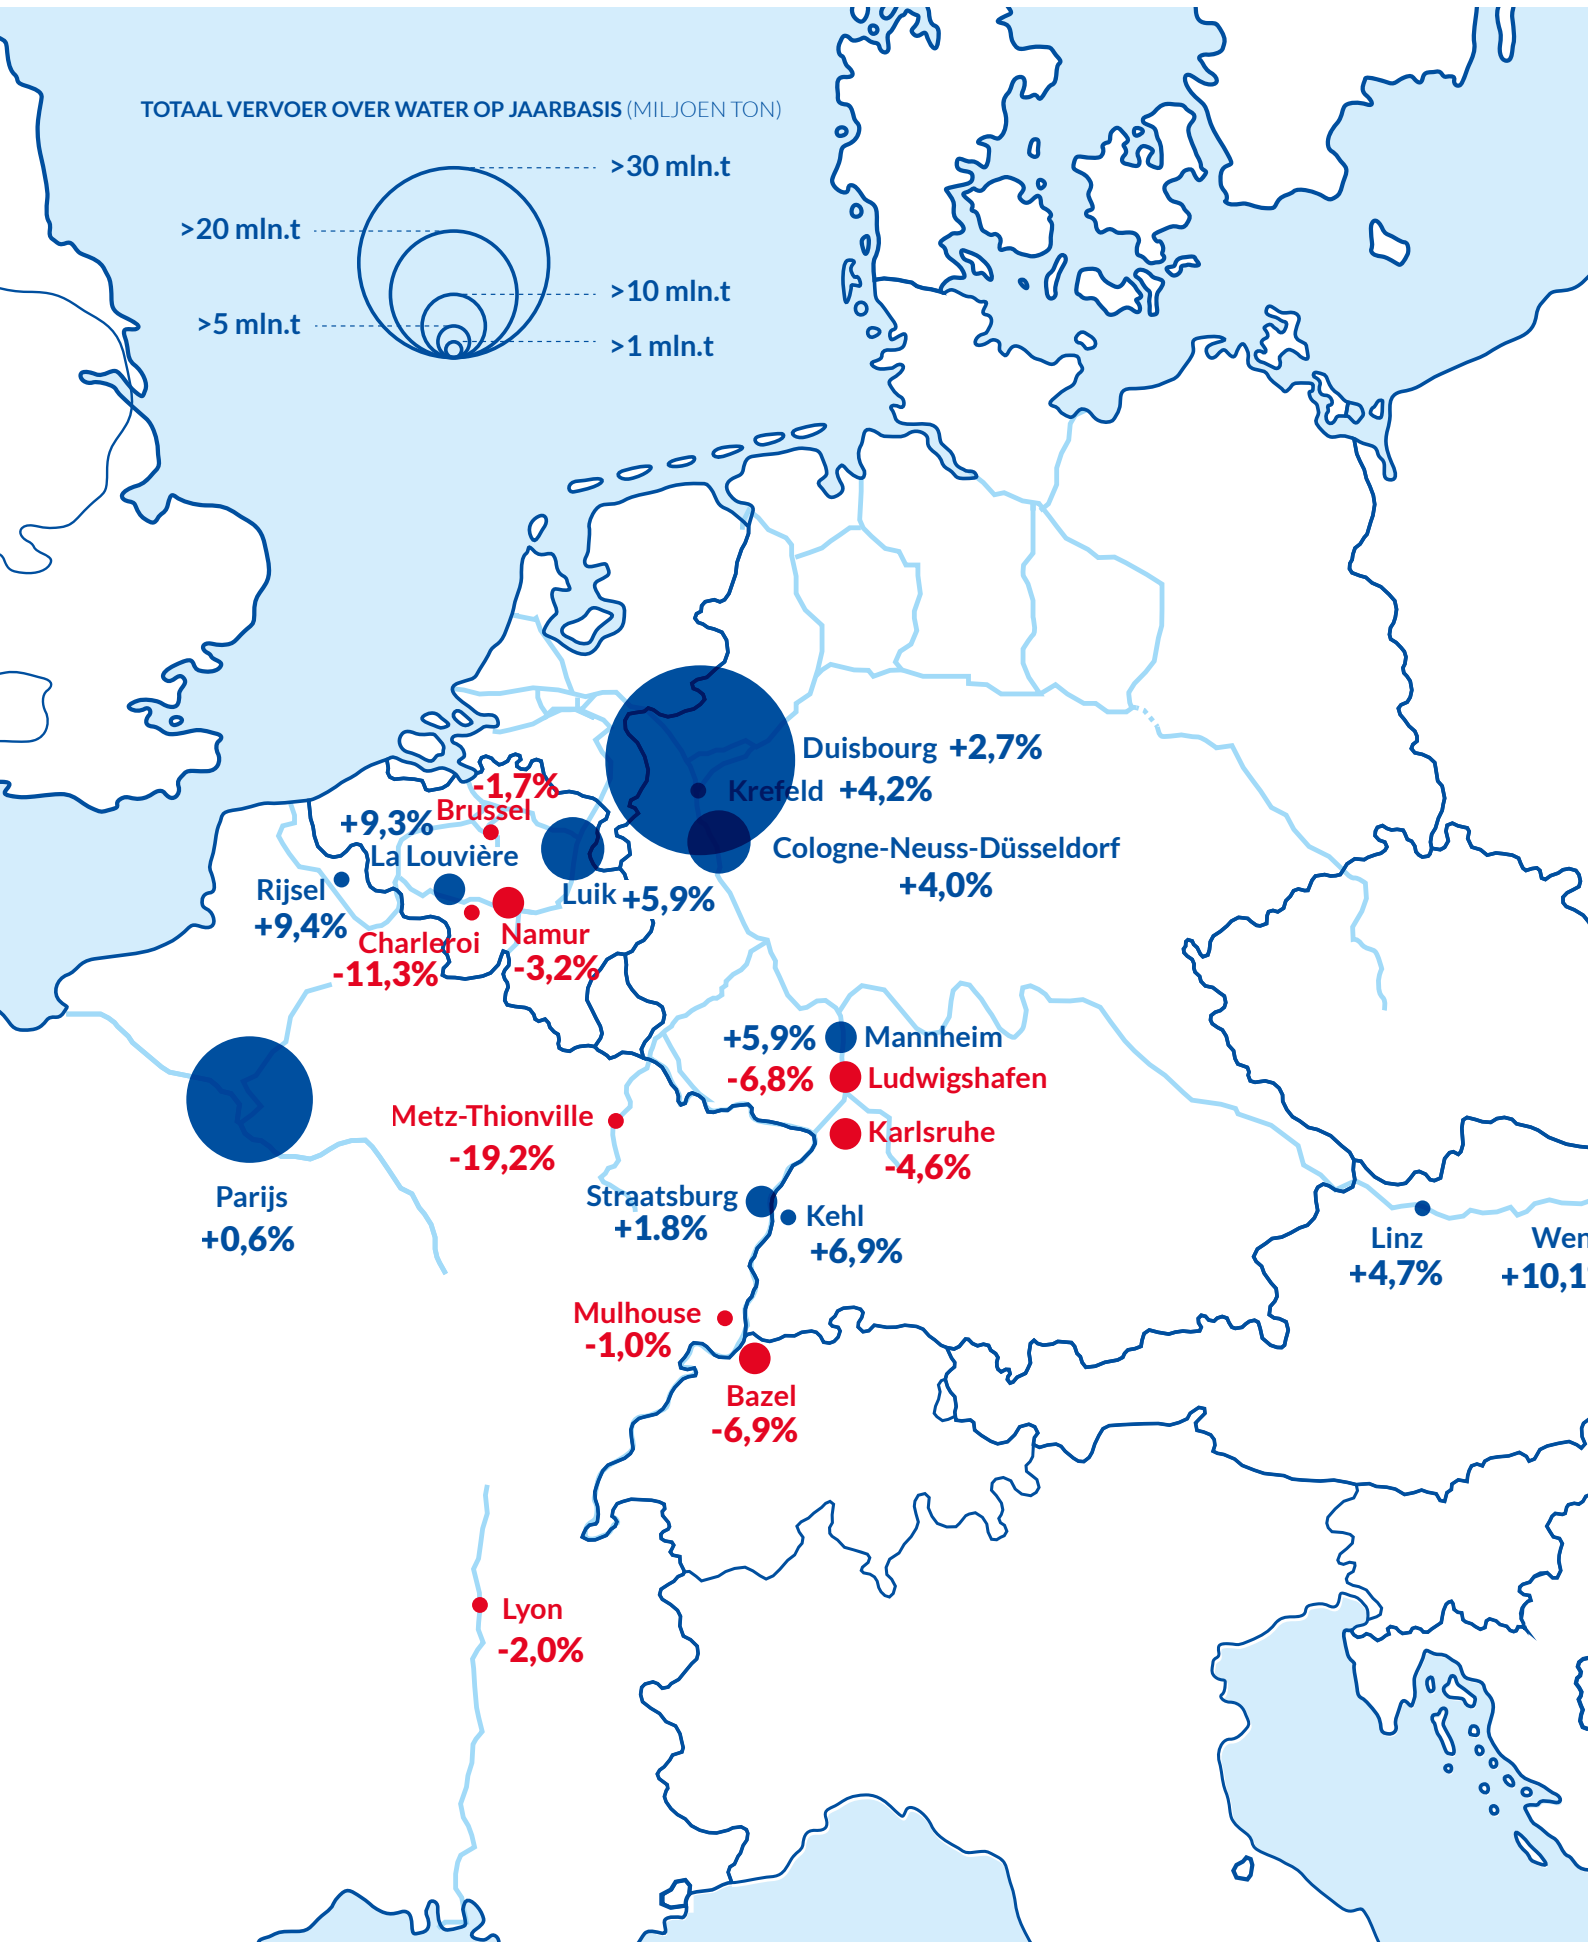 TOTAAL VERVOER OVER WATER OP JAARBASIS (MILJOEN TON)
>30 mln.t
>20 mln.t
>10 mln.t
>5 mln.t
>1 mln.t
Duisbourg +2,7%
Krefeld +4,2%
Cologne-Neuss-Düsseldorf
+4,0%
-1,7%
Brussel
+9,3%
La Louvière
Rijsel
+9,4%
Luik +5,9%
Charleroi
-11,3%
Namur
-3,2%
+5,9% Mannheim
-6,8% Ludwigshafen
Karlsruhe
-4,6%
Metz-Thionville
-19,2%
Parijs
+0,6%
Straatsburg
+1.8%
Kehl
+6,9%
Linz
+4,7%
Wen
+10,1
Mulhouse
-1,0%
Bazel
-6,9%
Lyon
-2,0%